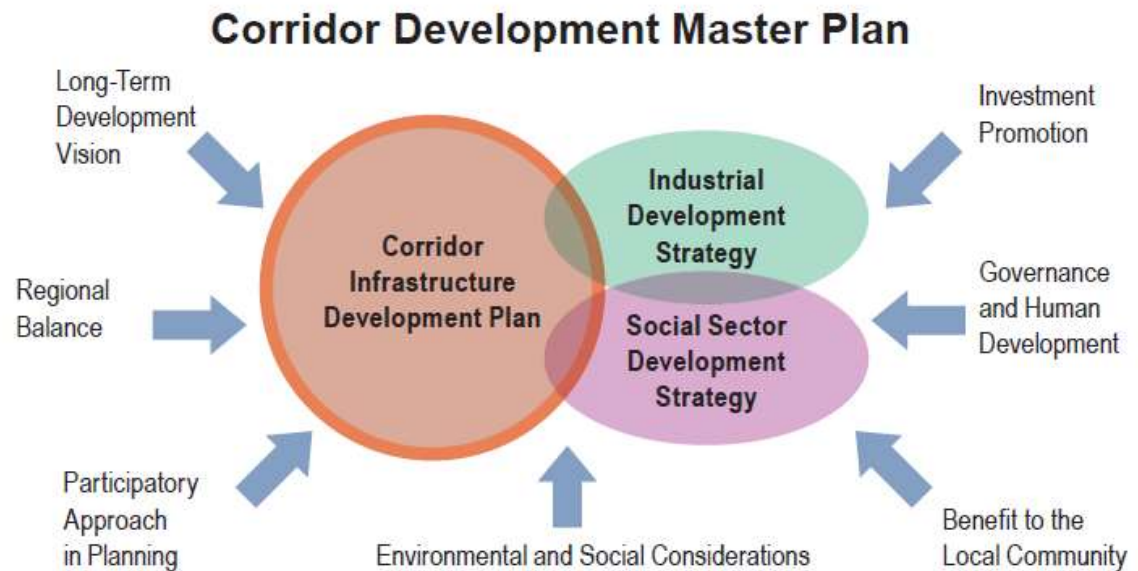 Corridor Development Master Plan
Long-Term
Development
Vision
Investment
Promotion
Industrial
Development
Strategy
Corridor
Infrastructure
Development Plan
Regional
Balance
Governance
and Human
Development
Social Sector
Development
Strategy
Participatory
Approach
in Planning
Environmental and Social Considerations
Benefit to the
Local Community